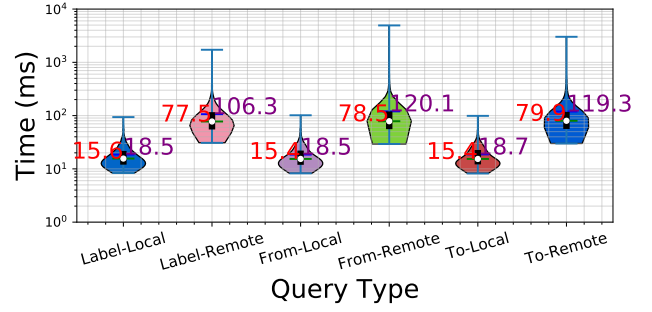 Time (ms)
10^4
10^3
10^2
10^1
10^0
77.5 106.3 78.5 120.1 79.9 119.3
18.5 15.4 18.5 15.4 18.7
Label-Local Label-Remote From-Local From-Remote To-Local To-Remote
Query Type